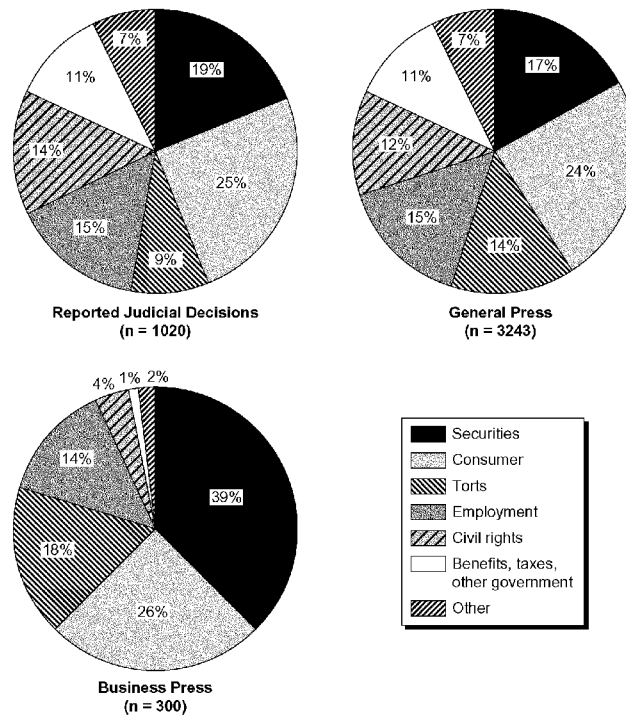 7%
19%
11%
14%
25%
15%
9%
Reported Judicial Decisions
(n = 1020)
7%
17%
11%
12%
24%
15%
14%
General Press
(n = 3243)
4%
1%
2%
14%
39%
18%
26%
Business Press
(n = 300)
Securities
Consumer
Torts
Employment
Civil rights
Benefits, taxes,
other government
Other